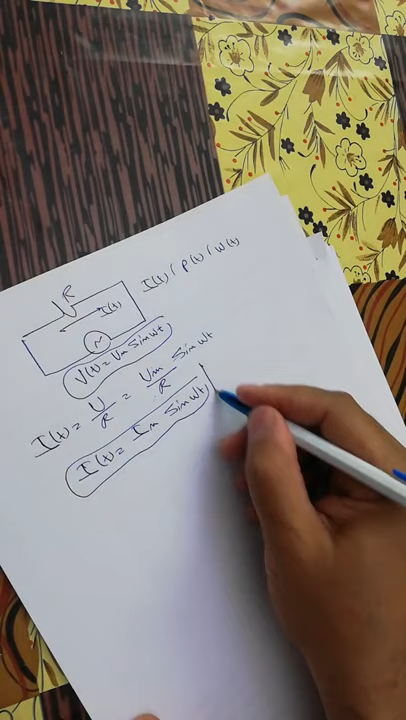 R
I(t)
I(t) / P(t) / W(t)
N
V(t) = Vm Sin wt
I(t) = U/R = Vm/R Sin wt
I(t) = Im Sin wt